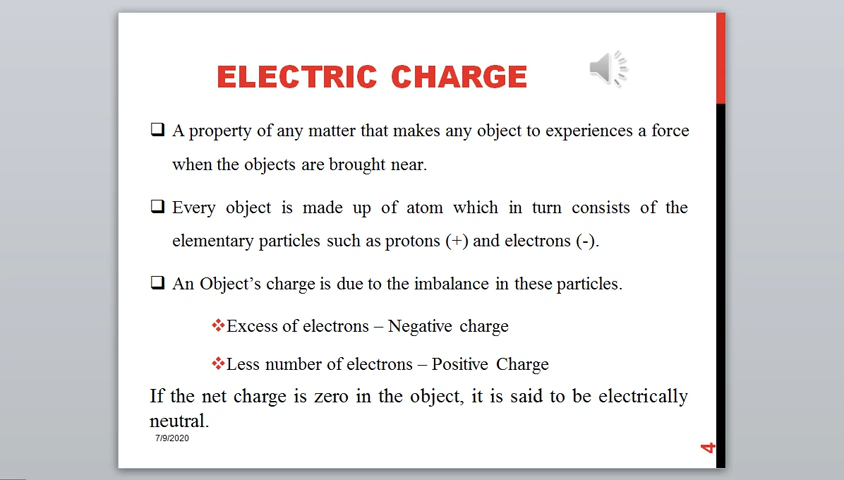 ELECTRIC CHARGE
A property of any matter that makes any object to experiences a force
when the objects are brought near.
Every object is made up of atom which in turn consists of the
elementary particles such as protons (+) and electrons (-).
An Object's charge is due to the imbalance in these particles.
Excess of electrons – Negative charge
Less number of electrons – Positive Charge
If the net charge is zero in the object, it is said to be electrically
neutral.
7/9/2020
4